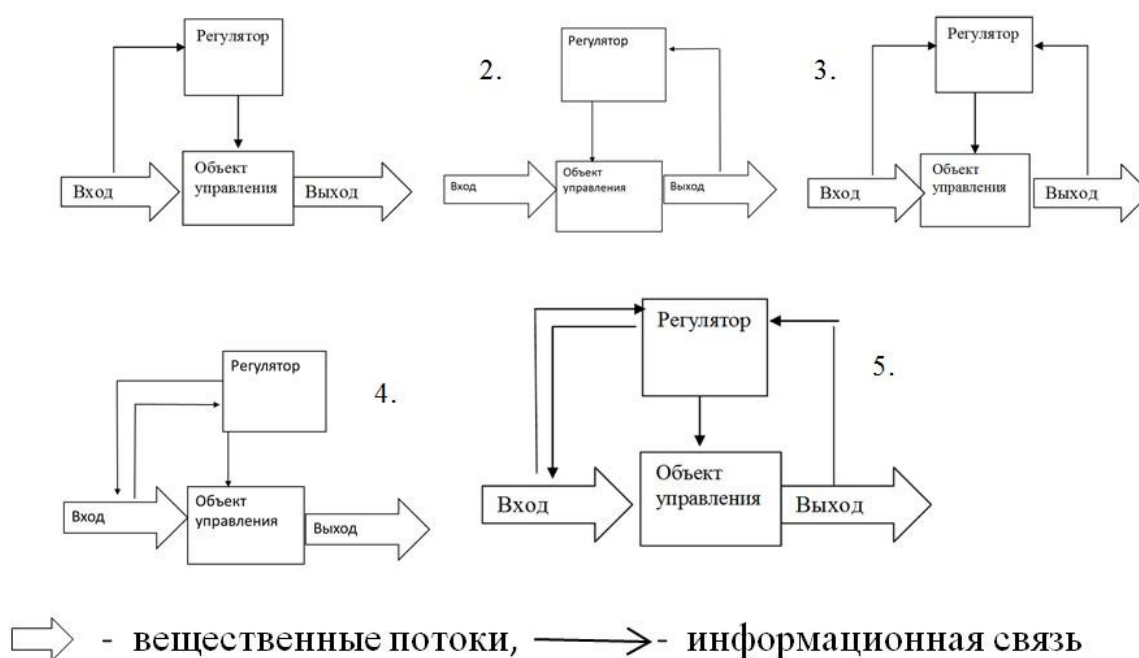 Регулятор
Объект
управления
Вход
Выход
2.
Регулятор
Объект
управления
Вход
Выход
3.
Регулятор
Объект
управления
Вход
Выход
4.
Регулятор
Объект
управления
Вход
Выход
5.
Регулятор
Объект
управления
Вход
Выход
- вещественные потоки, - информационная связь